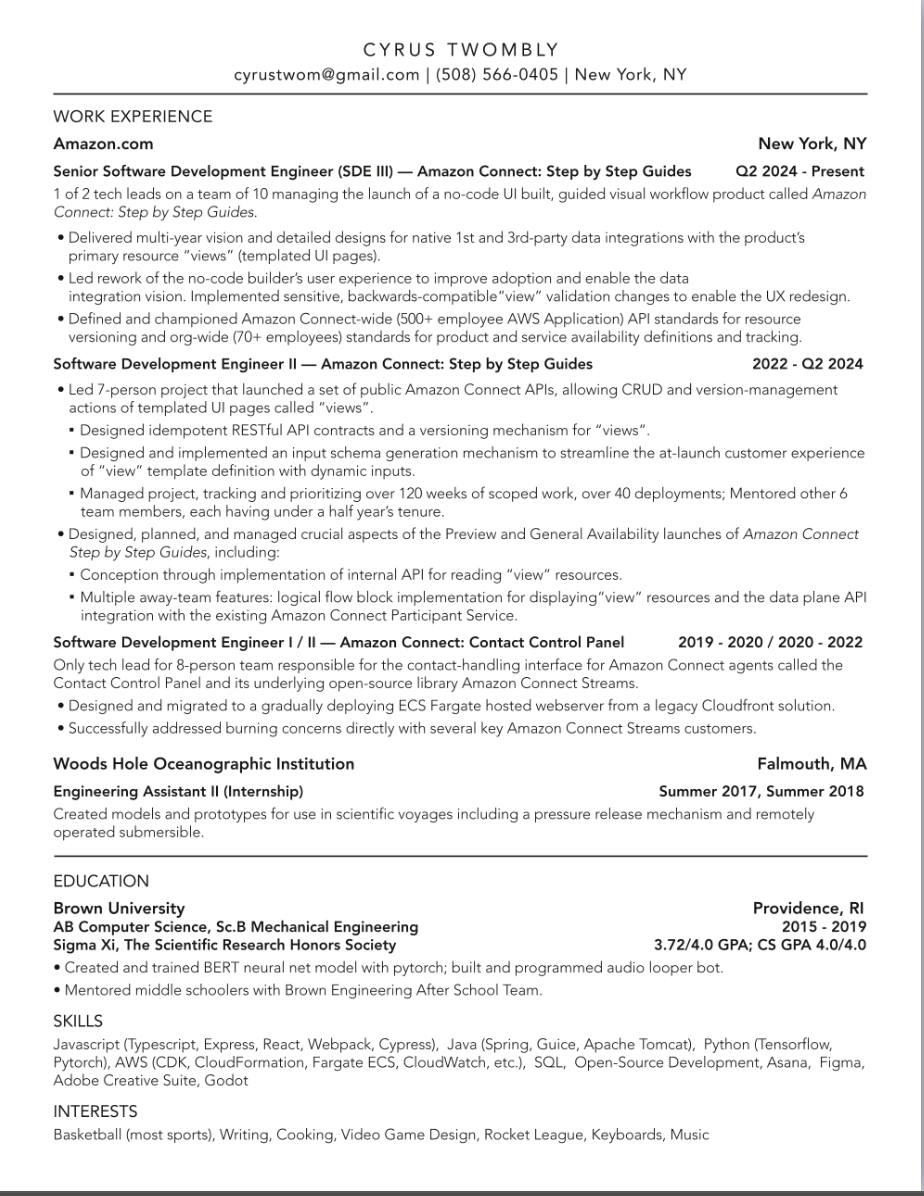 CYRUS TWOMBLY
cyrustwom@gmail.com | (508) 566-0405 | New York, NY
WORK EXPERIENCE
Amazon.com New York, NY
Senior Software Development Engineer (SDE III) — Amazon Connect: Step by Step Guides Q2 2024 - Present
1 of 2 tech leads on a team of 10 managing the launch of a no-code UI built, guided visual workflow product called Amazon
Connect: Step by Step Guides.
• Delivered multi-year vision and detailed designs for native 1st and 3rd-party data integrations with the product's
primary resource “views” (templated UI pages).
• Led rework of the no-code builder's user experience to improve adoption and enable the data
integration vision. Implemented sensitive, backwards-compatible“view” validation changes to enable the UX redesign.
• Defined and championed Amazon Connect-wide (500+ employee AWS Application) API standards for resource
versioning and org-wide (70+ employees) standards for product and service availability definitions and tracking.
Software Development Engineer II — Amazon Connect: Step by Step Guides 2022 - Q2 2024
• Led 7-person project that launched a set of public Amazon Connect APIs, allowing CRUD and version-management
actions of templated UI pages called “views”.
▪ Designed idempotent RESTful API contracts and a versioning mechanism for “views”.
▪ Designed and implemented an input schema generation mechanism to streamline the at-launch customer experience
of “view” template definition with dynamic inputs.
▪ Managed project, tracking and prioritizing over 120 weeks of scoped work, over 40 deployments; Mentored other 6
team members, each having under a half year's tenure.
• Designed, planned, and managed crucial aspects of the Preview and General Availability launches of Amazon Connect
Step by Step Guides, including:
▪ Conception through implementation of internal API for reading “view” resources.
▪ Multiple away-team features: logical flow block implementation for displaying“view” resources and the data plane API
integration with the existing Amazon Connect Participant Service.
Software Development Engineer I / II — Amazon Connect: Contact Control Panel 2019 - 2020 / 2020 - 2022
Only tech lead for 8-person team responsible for the contact-handling interface for Amazon Connect agents called the
Contact Control Panel and its underlying open-source library Amazon Connect Streams.
• Designed and migrated to a gradually deploying ECS Fargate hosted webserver from a legacy Cloudfront solution.
• Successfully addressed burning concerns directly with several key Amazon Connect Streams customers.
Woods Hole Oceanographic Institution Falmouth, MA
Engineering Assistant II (Internship) Summer 2017, Summer 2018
Created models and prototypes for use in scientific voyages including a pressure release mechanism and remotely
operated submersible.
EDUCATION
Brown University Providence, RI
AB Computer Science, Sc.B Mechanical Engineering 2015 - 2019
Sigma Xi, The Scientific Research Honors Society 3.72/4.0 GPA; CS GPA 4.0/4.0
• Created and trained BERT neural net model with pytorch; built and programmed audio looper bot.
• Mentored middle schoolers with Brown Engineering After School Team.
SKILLS
Javascript (Typescript, Express, React, Webpack, Cypress), Java (Spring, Guice, Apache Tomcat), Python (Tensorflow,
Pytorch), AWS (CDK, CloudFormation, Fargate ECS, CloudWatch, etc.), SQL, Open-Source Development, Asana, Figma,
Adobe Creative Suite, Godot
INTERESTS
Basketball (most sports), Writing, Cooking, Video Game Design, Rocket League, Keyboards, Music